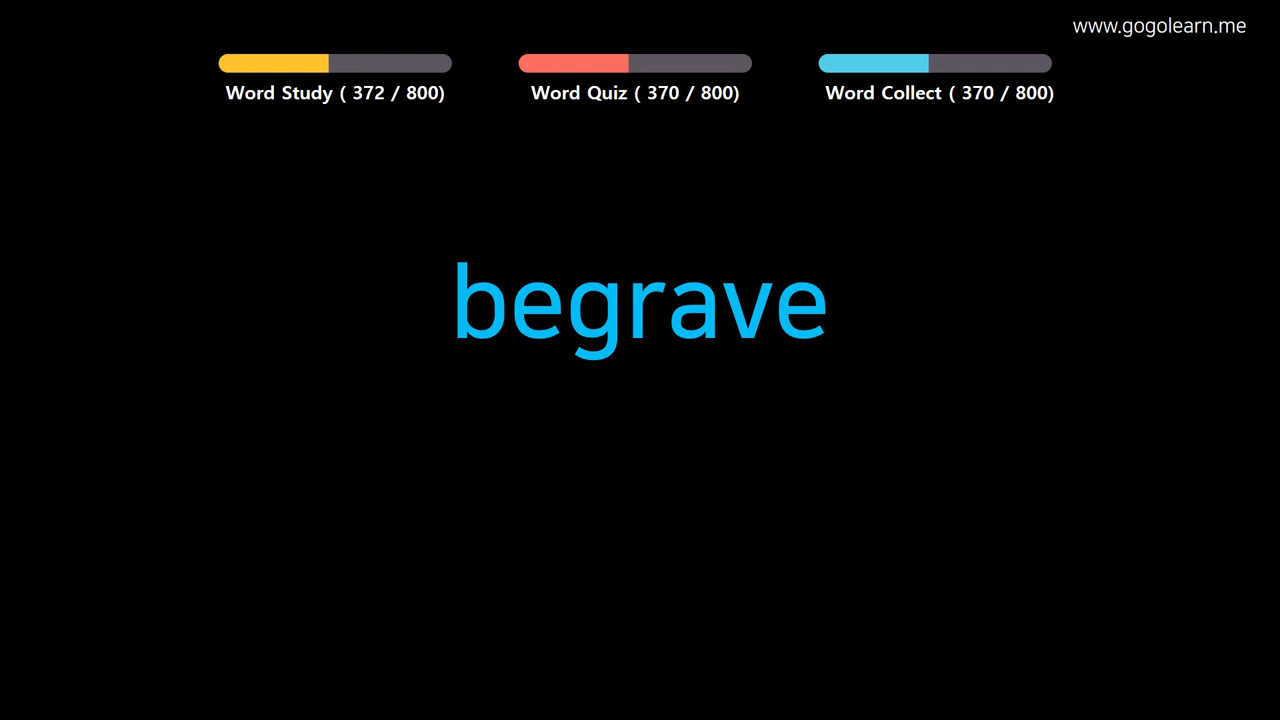 www.gogolearn.me
Word Study ( 372 / 800)
Word Quiz ( 370 / 800)
Word Collect ( 370 / 800)
begrave